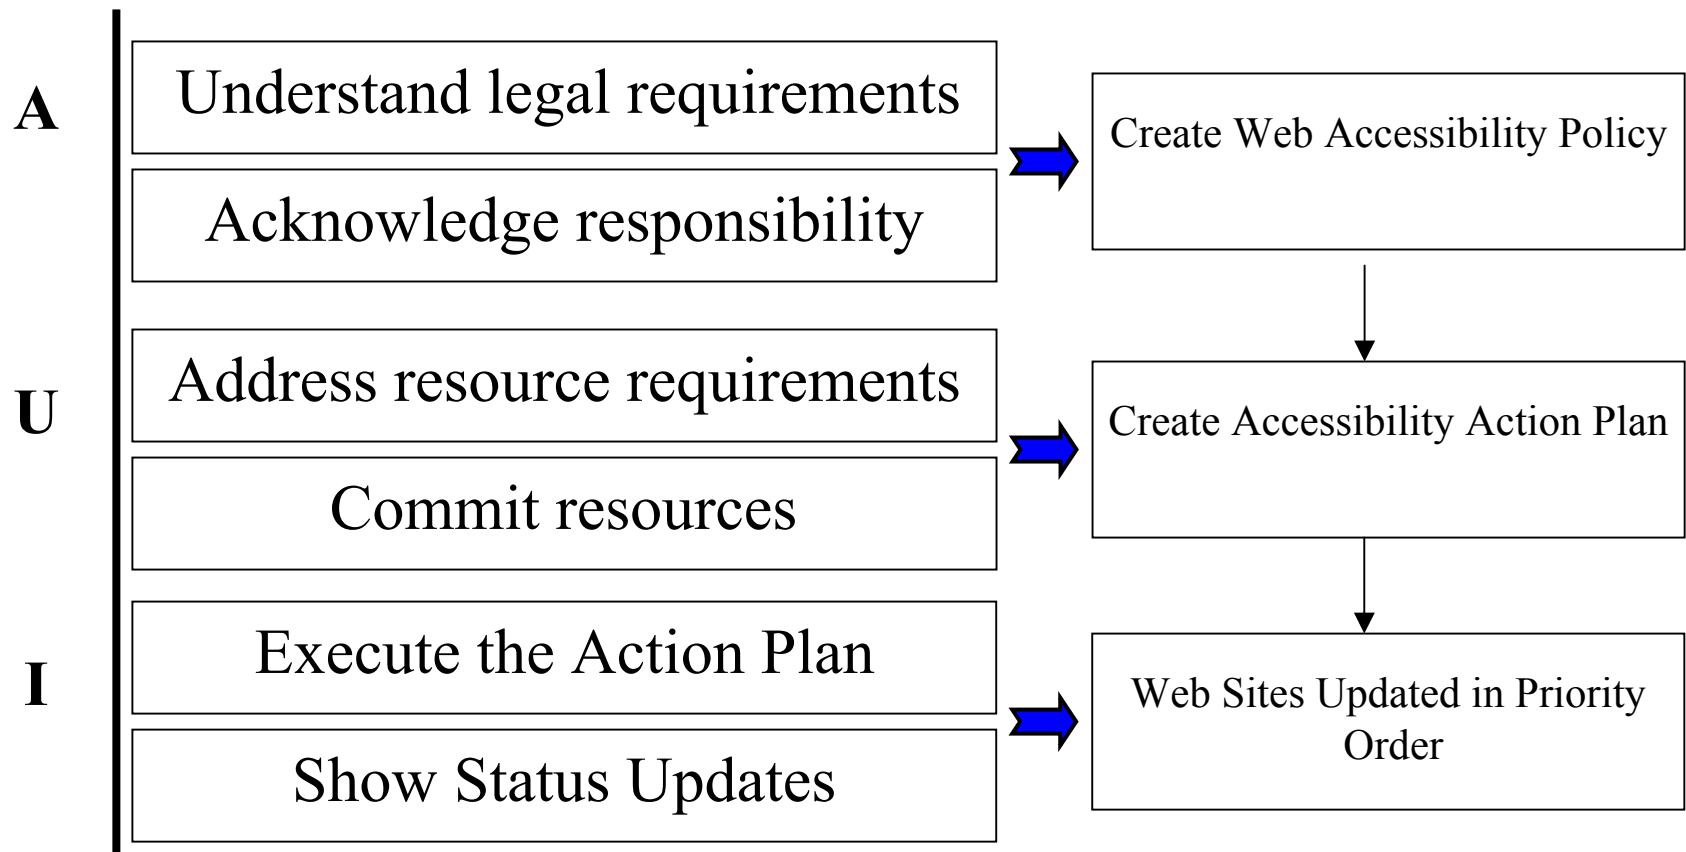 A
Understand legal requirements
Acknowledge responsibility
Create Web Accessibility Policy
U
Address resource requirements
Commit resources
Create Accessibility Action Plan
I
Execute the Action Plan
Show Status Updates
Web Sites Updated in Priority
Order